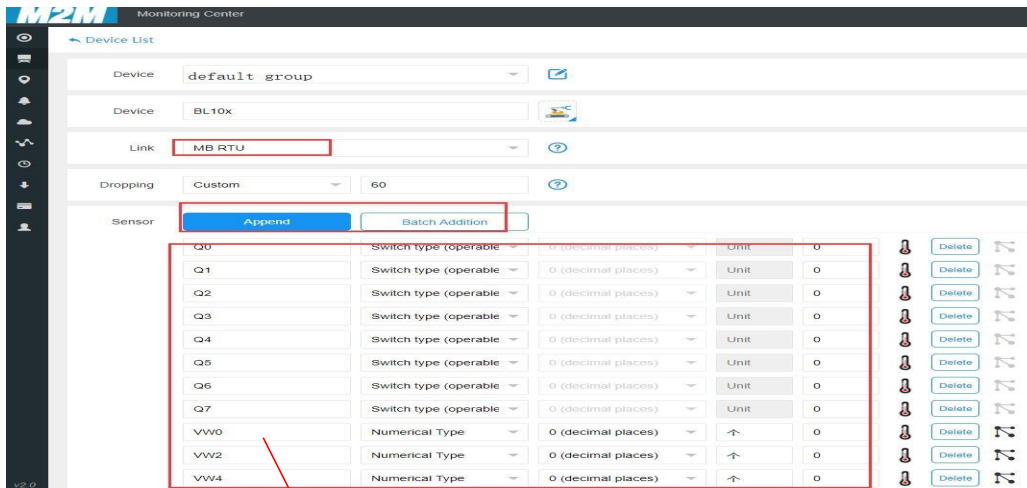 M2M Monitoring Center
Device List
Device default group
Device BL10x
Link MB RTU
Dropping Custom 60
Sensor Append Batch Addition
Q0 Switch type (operable 0 (decimal places) Unit 0 Delete
Q1 Switch type (operable 0 (decimal places) Unit 0 Delete
Q2 Switch type (operable 0 (decimal places) Unit 0 Delete
Q3 Switch type (operable 0 (decimal places) Unit 0 Delete
Q4 Switch type (operable 0 (decimal places) Unit 0 Delete
Q5 Switch type (operable 0 (decimal places) Unit 0 Delete
Q6 Switch type (operable 0 (decimal places) Unit 0 Delete
Q7 Switch type (operable 0 (decimal places) Unit 0 Delete
VW0 Numerical Type 0 (decimal places) 个 0 Delete
VW2 Numerical Type 0 (decimal places) 个 0 Delete
VW4 Numerical Type 0 (decimal places) 个 0 Delete
v2.0